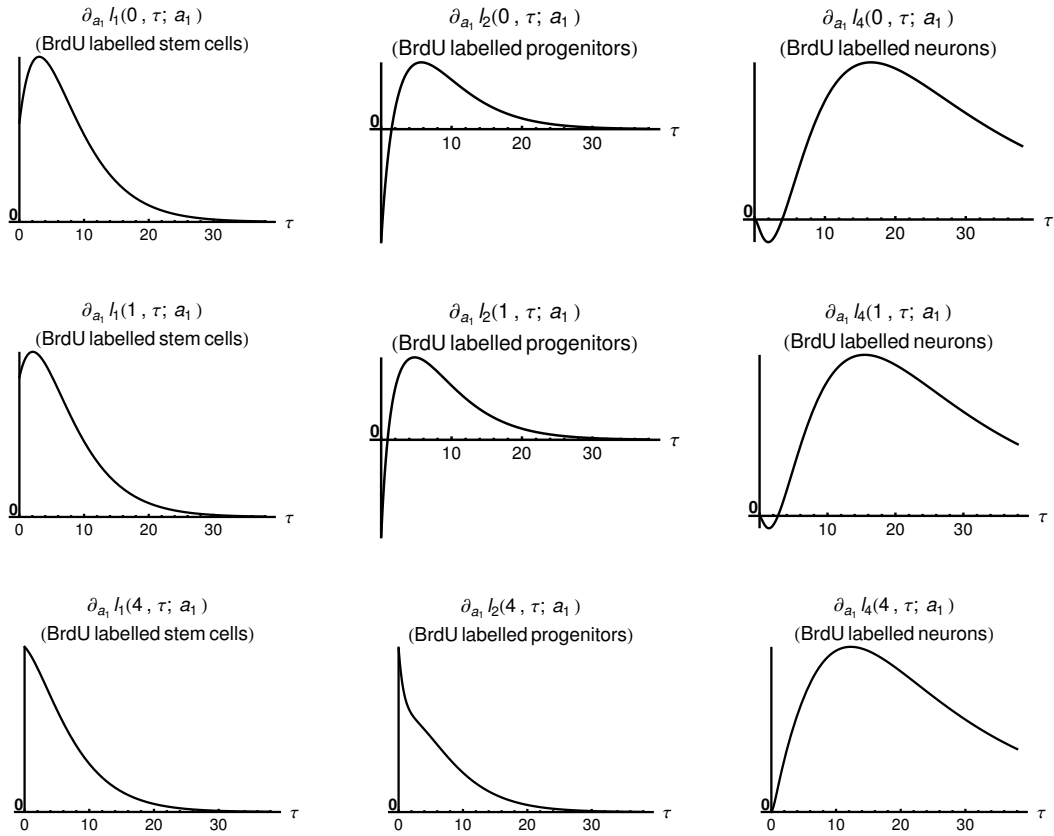 ∂a₁ l₁(0 , τ; a₁)
(BrdU labelled stem cells)
0
0 10 20 30 τ
∂a₁ l₂(0 , τ; a₁)
(BrdU labelled progenitors)
0
10 20 30 τ
∂a₁ l₄(0 , τ; a₁)
(BrdU labelled neurons)
0
10 20 30 τ
∂a₁ l₁(1 , τ; a₁)
(BrdU labelled stem cells)
0
0 10 20 30 τ
∂a₁ l₂(1 , τ; a₁)
(BrdU labelled progenitors)
0
10 20 30 τ
∂a₁ l₄(1 , τ; a₁)
(BrdU labelled neurons)
0
10 20 30 τ
∂a₁ l₁(4 , τ; a₁)
(BrdU labelled stem cells)
0
0 10 20 30 τ
∂a₁ l₂(4 , τ; a₁)
(BrdU labelled progenitors)
0
0 10 20 30 τ
∂a₁ l₄(4 , τ; a₁)
(BrdU labelled neurons)
0
0 10 20 30 τ